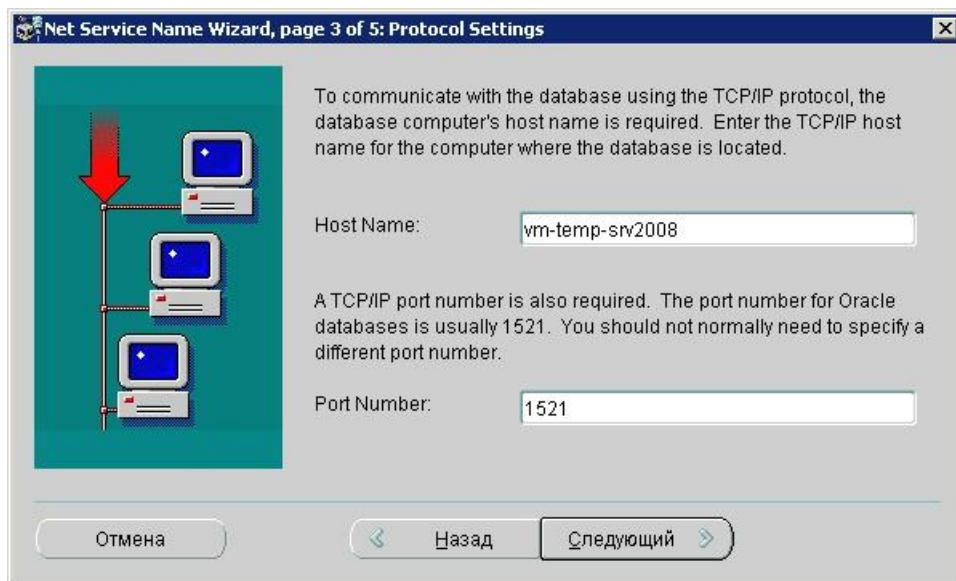 Net Service Name Wizard, page 3 of 5: Protocol Settings
To communicate with the database using the TCP/IP protocol, the
database computer's host name is required. Enter the TCP/IP host
name for the computer where the database is located.
Host Name:
vm-temp-srv2008
A TCP/IP port number is also required. The port number for Oracle
databases is usually 1521. You should not normally need to specify a
different port number.
Port Number:
1521
Отмена
Назад
Следующий